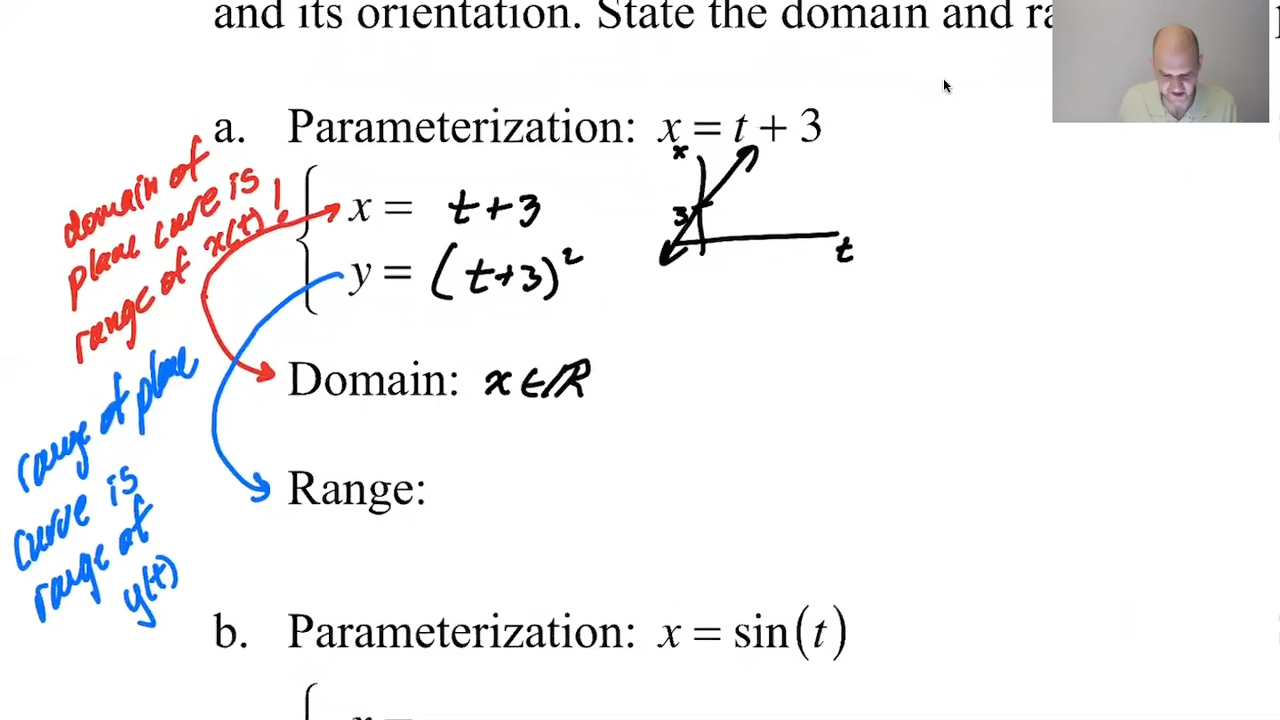 and its orientation. State the domain and
a. Parameterization: x = t + 3
x = t+3
y = (t+3)²
x
3
t
domain of
plane curve is
range of x(t)!
Domain: x ∈ ℝ
range of plane
curve is
range of
y(t)
Range:
b. Parameterization: x = sin(t)